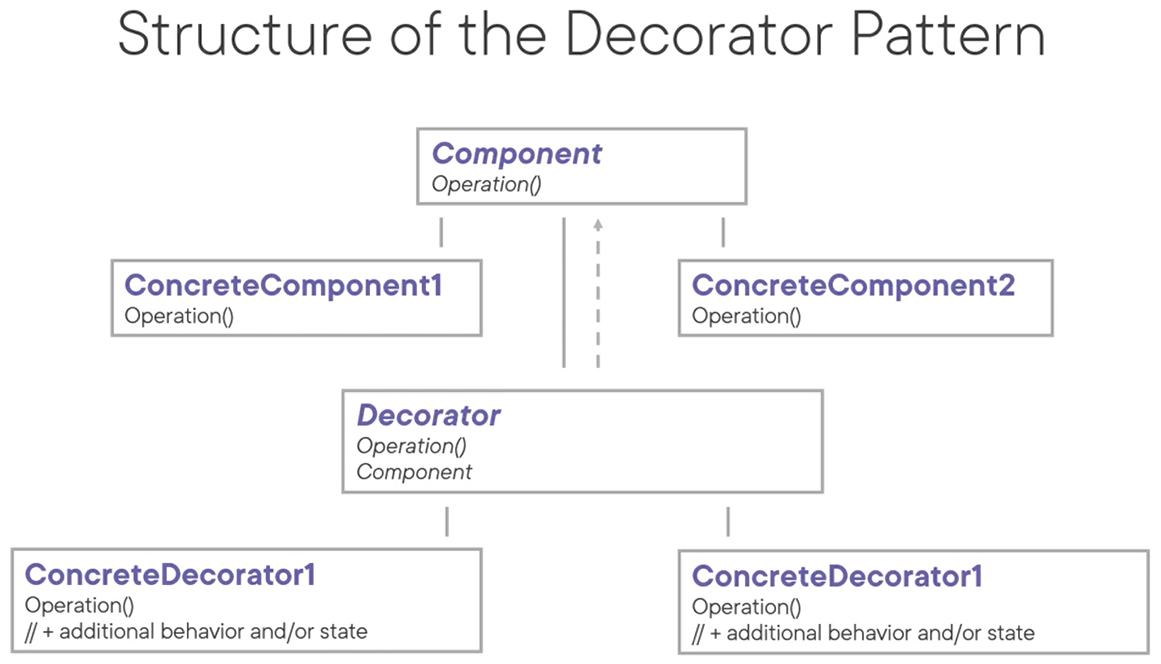 Structure of the Decorator Pattern
Component
Operation()
ConcreteComponent1
Operation()
ConcreteComponent2
Operation()
Decorator
Operation()
Component
ConcreteDecorator1
Operation()
// + additional behavior and/or state
ConcreteDecorator1
Operation()
// + additional behavior and/or state